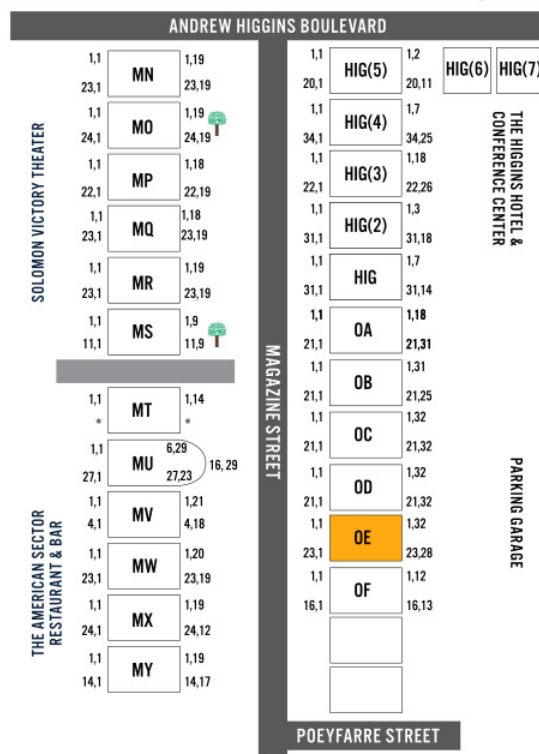 ANDREW HIGGINS BOULEVARD
SOLOMON VICTORY THEATER
1,1 MN 1,19
23,1 23,19
1,1 MO 1,19
24,1 24,19
1,1 MP 1,18
22,1 22,19
1,1 MQ 1,18
23,1 23,19
1,1 MR 1,19
23,1 23,19
1,1 MS 1,9
11,1 11,9
THE AMERICAN SECTOR
RESTAURANT & BAR
1,1 MT 1,14
* *
1,1 MU 6,29
16,29
27,1 27,23
1,1 MV 1,21
4,1 4,18
1,1 MW 1,20
23,1 23,19
1,1 MX 1,19
24,1 24,12
1,1 MY 1,19
14,1 14,17
MAGAZINE STREET
1,1 HIG(5) 1,2
20,1 20,11
HIG(6) HIG(7)
1,1 HIG(4) 1,7
34,1 34,25
1,1 HIG(3) 1,18
22,1 22,26
1,1 HIG(2) 1,3
31,1 31,18
1,1 HIG 1,7
31,1 31,14
1,1 OA 1,18
21,1 21,31
1,1 OB 1,31
21,1 21,25
1,1 OC 1,32
21,1 21,32
1,1 OD 1,32
21,1 21,32
1,1 OE 1,32
23,1 23,28
1,1 OF 1,12
16,1 16,13
THE HIGGINS HOTEL &
CONFERENCE CENTER
PARKING GARAGE
POEYFARRE STREET